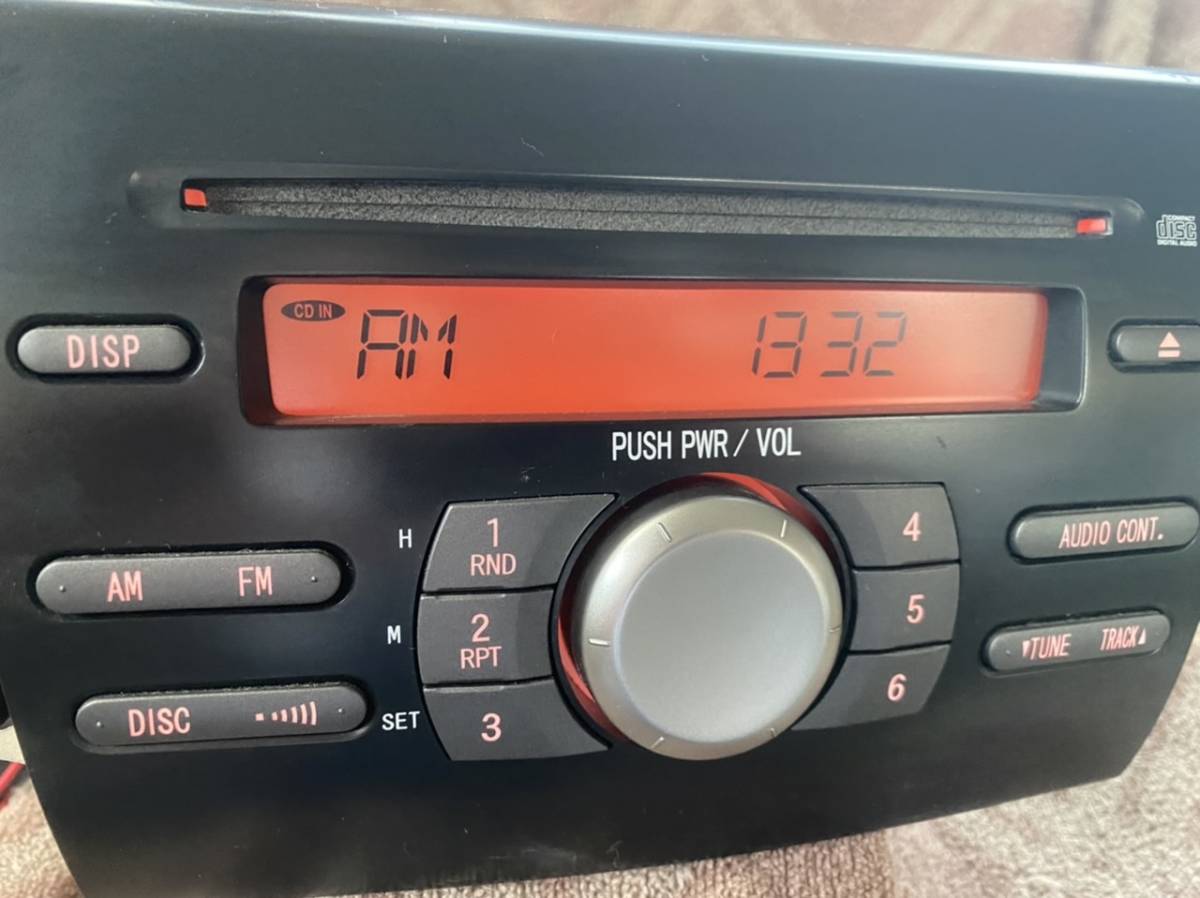 COMPACT
disc
DIGITAL AUDIO
CD IN
AM 1332
DISP
PUSH PWR / VOL
H
1
RND
4
AUDIO CONT.
AM FM
M
2
RPT
5
▼TUNE TRACK▲
DISC
SET
3
6